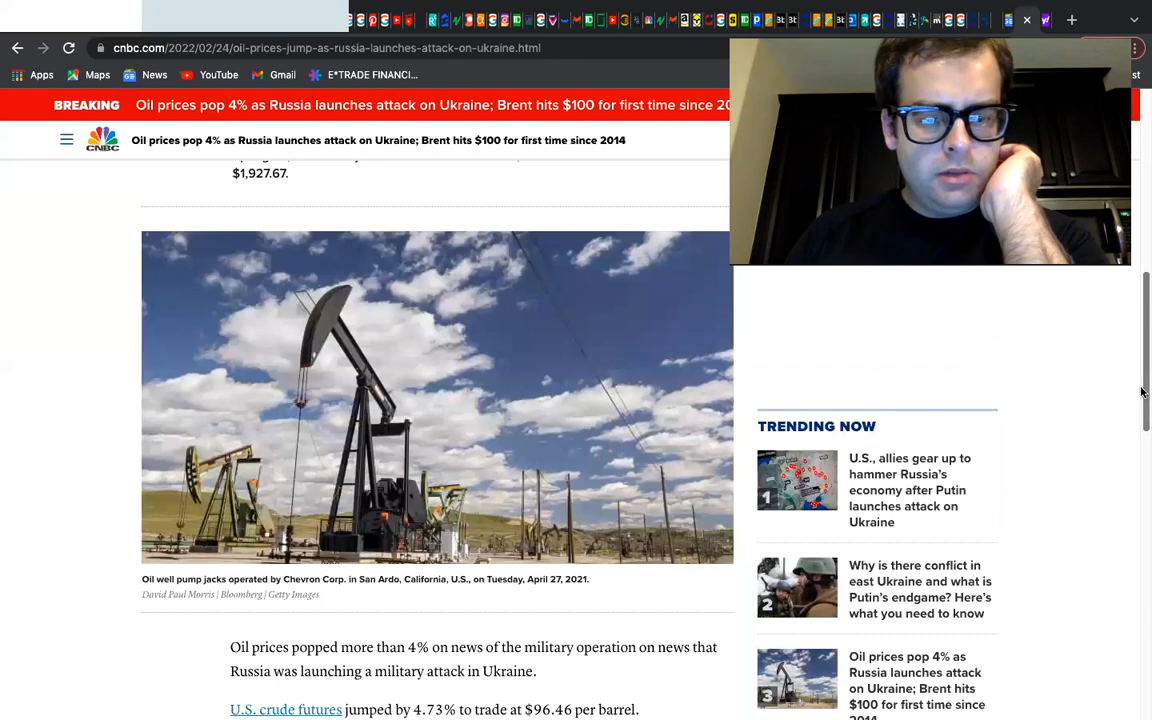 cnbc.com/2022/02/24/oil-prices-jump-as-russia-launches-attack-on-ukraine.html
Apps Maps News YouTube Gmail E*TRADE FINANCI... st
BREAKING Oil prices pop 4% as Russia launches attack on Ukraine; Brent hits $100 for first time since 20
CNBC Oil prices pop 4% as Russia launches attack on Ukraine; Brent hits $100 for first time since 2014
$1,927.67.
Oil well pump jacks operated by Chevron Corp. in San Ardo, California, U.S., on Tuesday, April 27, 2021.
David Paul Morris | Bloomberg | Getty Images
Oil prices popped more than 4% on news of the military operation on news that
Russia was launching a military attack in Ukraine.
U.S. crude futures jumped by 4.73% to trade at $96.46 per barrel.
TRENDING NOW
1
U.S., allies gear up to
hammer Russia's
economy after Putin
launches attack on
Ukraine
2
Why is there conflict in
east Ukraine and what is
Putin's endgame? Here's
what you need to know
3
Oil prices pop 4% as
Russia launches attack
on Ukraine; Brent hits
$100 for first time since
2014